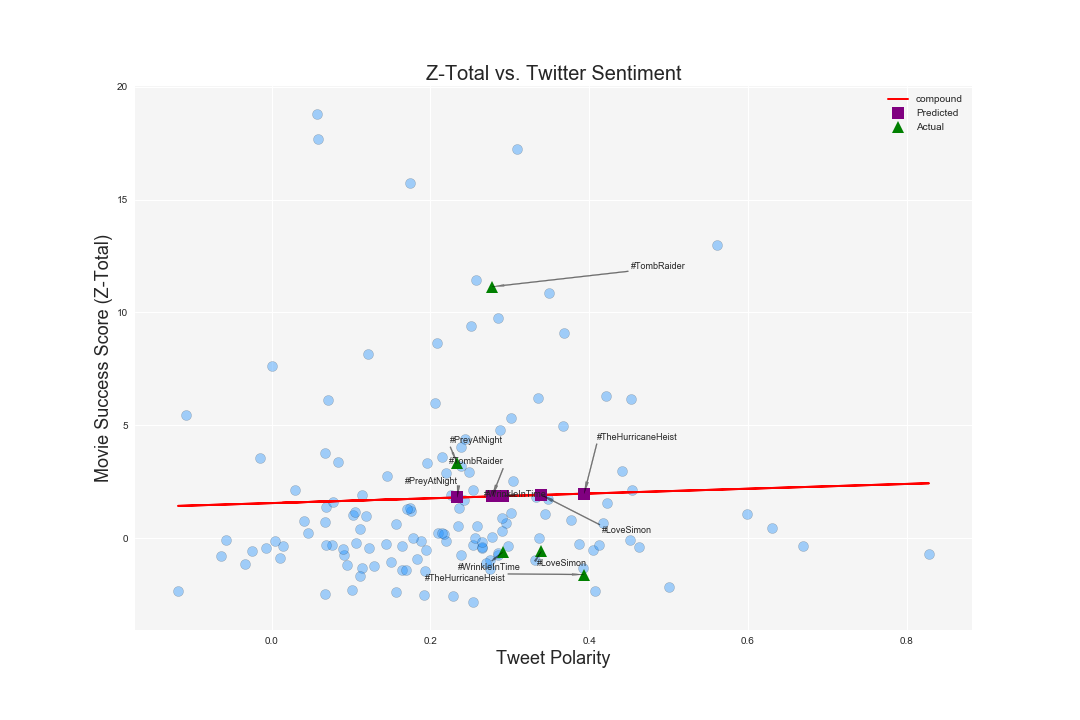 Z-Total vs. Twitter Sentiment
20
compound
Predicted
Actual
15
#TombRaider
10
5
#PreyAtNight
#TheHurricaneHeist
#TombRaider
#PreyAtNight
#WrinkleInTime
#LoveSimon
0
#LoveSimon
#WrinkleInTime
#TheHurricaneHeist
Movie Success Score (Z-Total)
0.0
0.2
0.4
0.6
0.8
Tweet Polarity